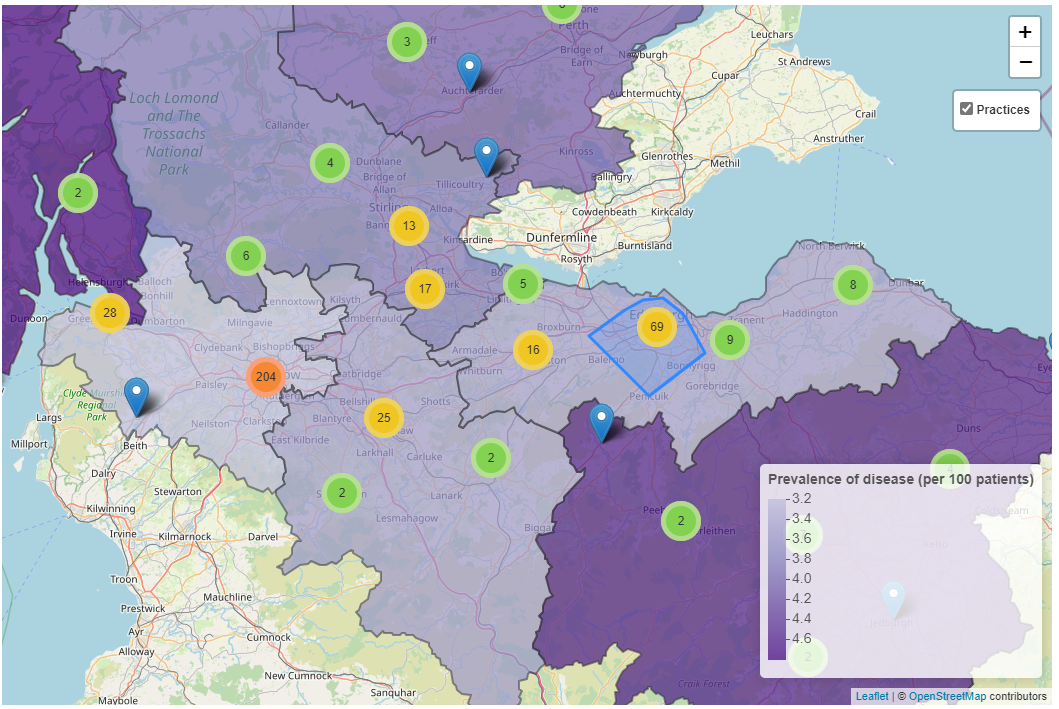 3
Perth
Leuchars
Bridge of
Earn
Newburgh
St Andrews
Cupar
Auchterarder
Auchtermuchty
Loch Lomond
and The
Trossachs
National
Park
Callander
Crail
Anstruther
Kinross
Glenrothes
4
Dunblane
Bridge of
Allan
Methil
Tillicoultry
Ballingry
2
Stirling
Alloa
Cowdenbeath
Kirkcaldy
13
Kincardine
Dunfermline
Burntisland
6
Rosyth
North Berwick
Helensburgh
Balloch
Bonhill
17
5
8
Dunbar
Lennoxtown
Kilsyth
28
Dunoon
Dumbarton
Milngavie
Cumbernauld
Broxburn
Edinburgh
69
Tranent
Haddington
Clydebank
Bishopbriggs
Armadale
16
Balerno
9
Bonnyrigg
204
Paisley
Coatbridge
Whitburn
Gorebridge
Penicuik
Clyde Muirshiel
Regional
Park
Bellshill
Shotts
Largs
Neilston
Blantyre
25
Duns
Millport
Beith
East Kilbride
Larkhall
Carluke
2
Dalry
Stewarton
2
Lanark
Kilwinning
Lesmahagow
Biggar
2
Irvine
Kilmarnock
Darvel
Troon
Prestwick
Mauchline
Ayr
Alloway
Cumnock
New Cumnock
Sanquhar
Maybole
Craik Forest
+
−
Practices
Prevalence of disease (per 100 patients)
3.2
3.4
3.6
3.8
4.0
4.2
4.4
4.6
2
Leaflet | © OpenStreetMap contributors